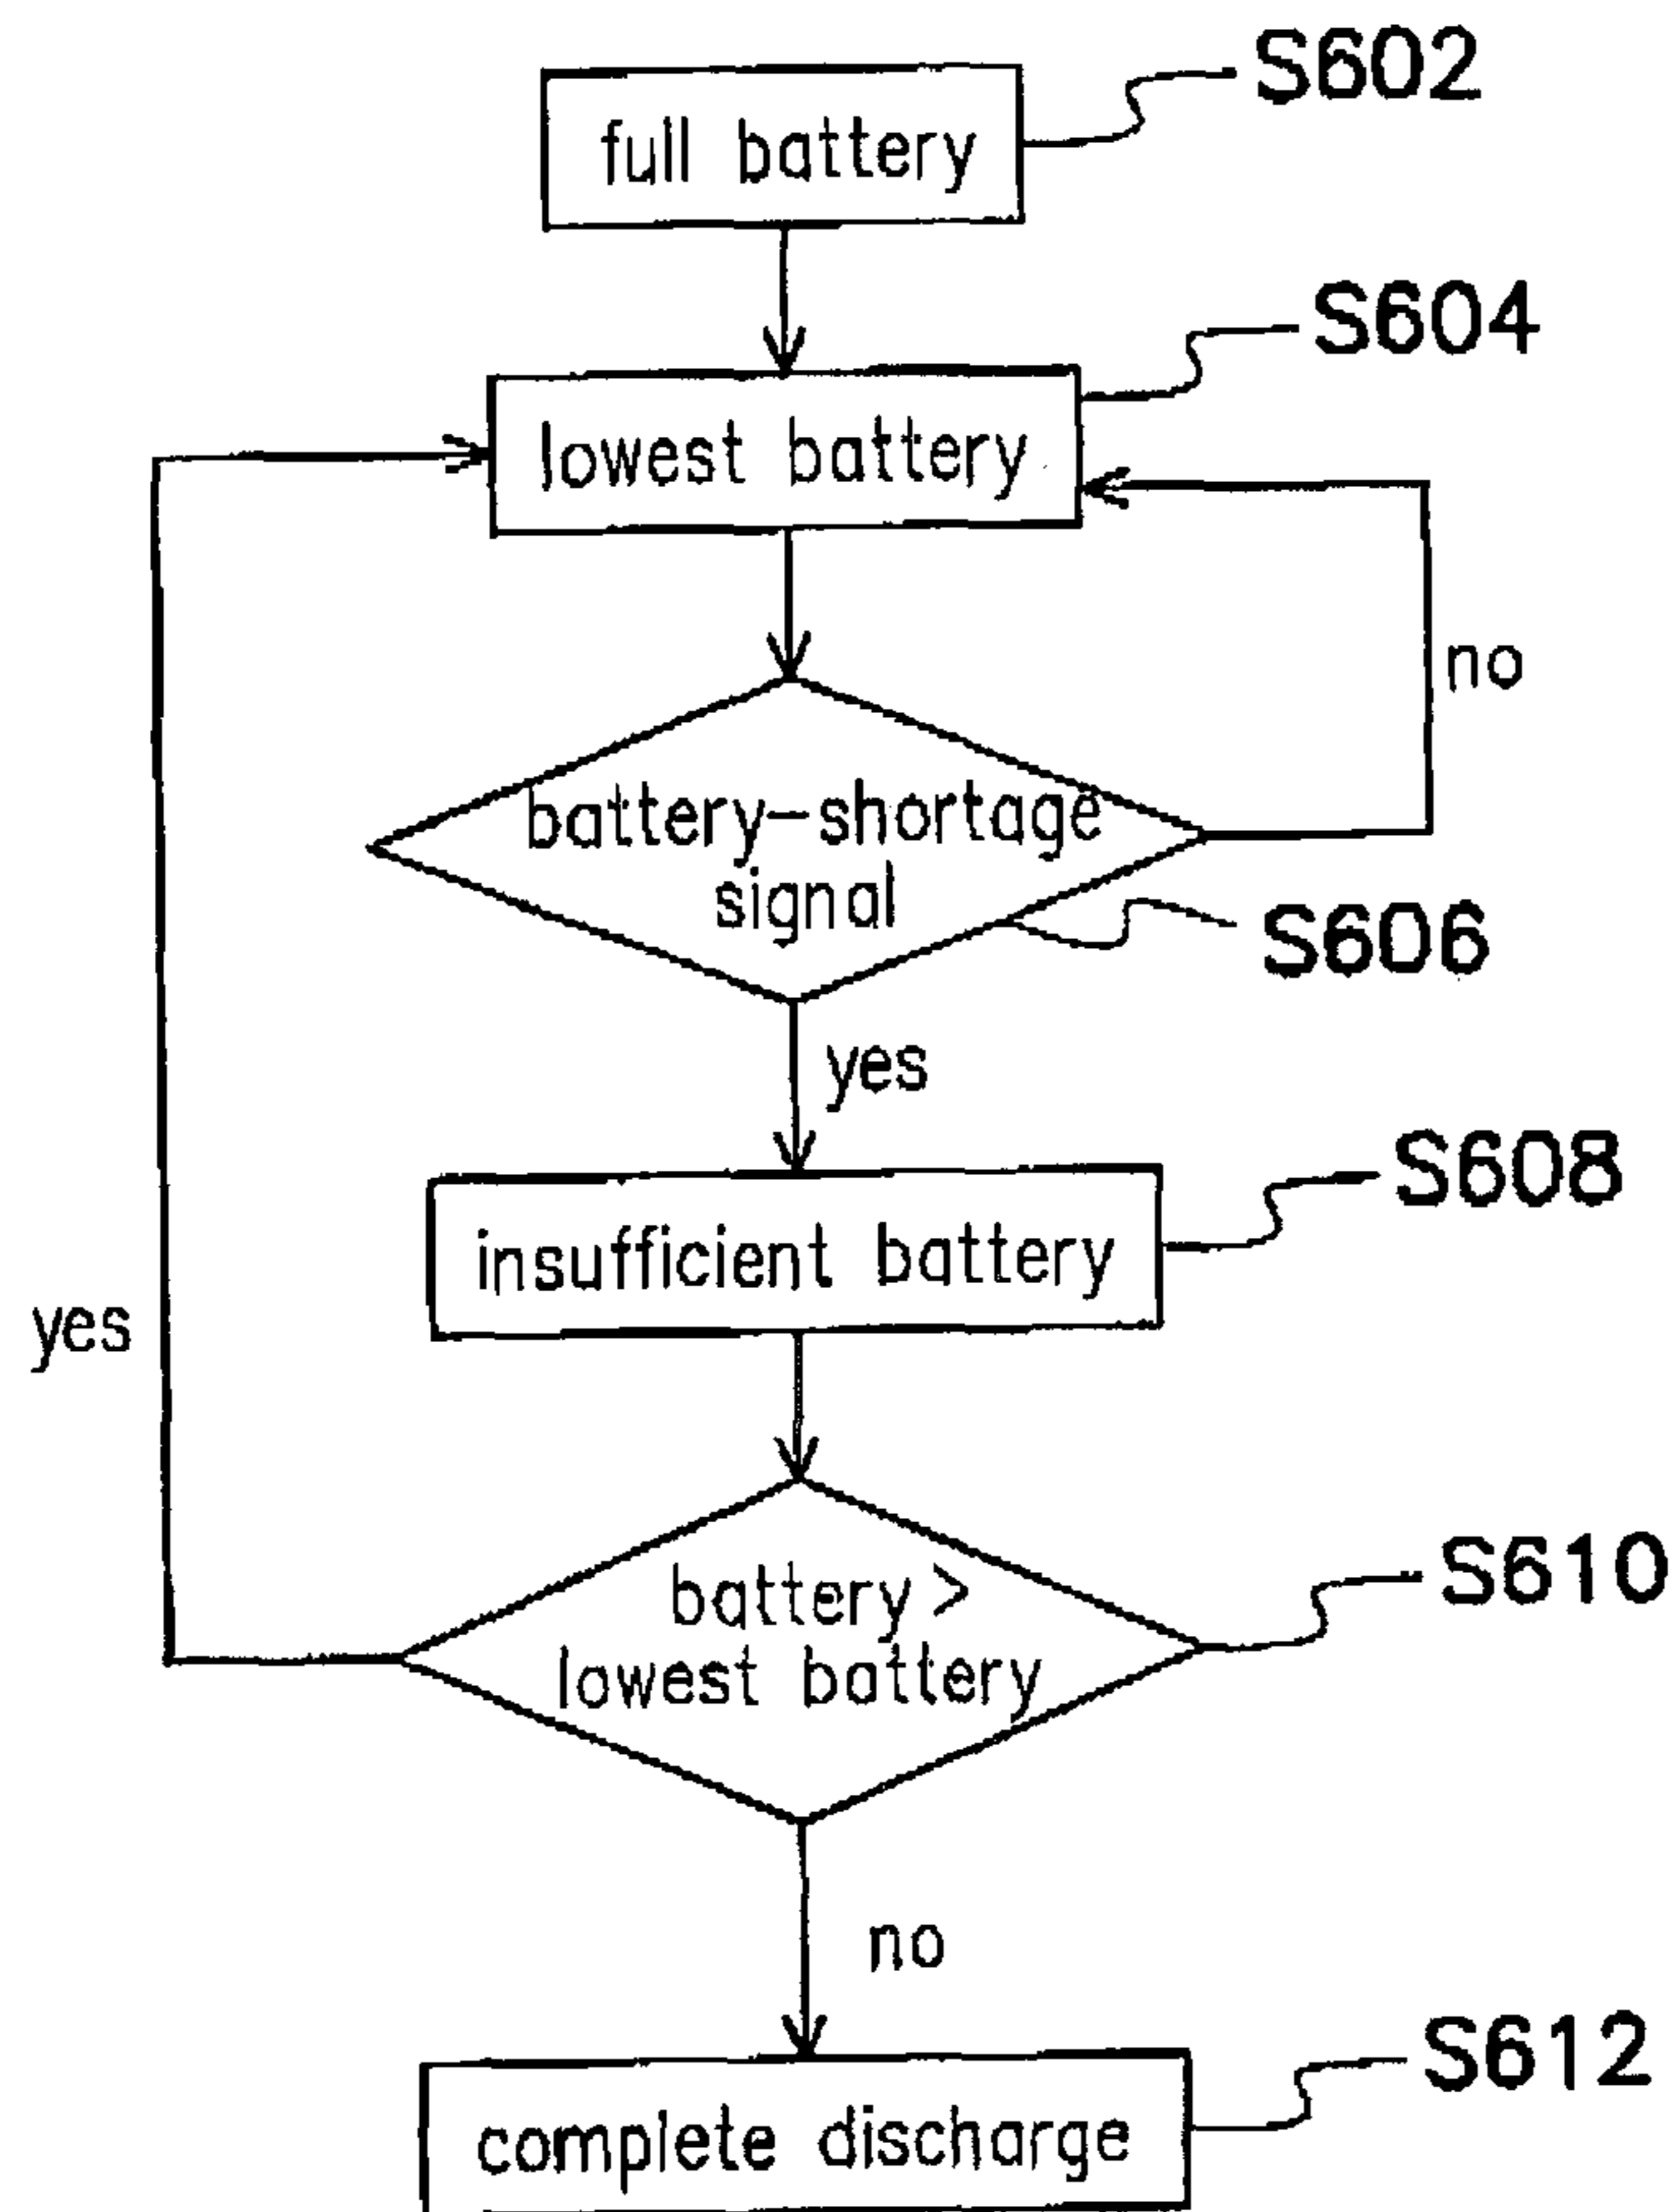 S602
full battery
S604
lowest battery
no
battery-shortage
signal
S606
yes
S608
insufficient battery
yes
S610
battery >
lowest battery
no
S612
complete discharge